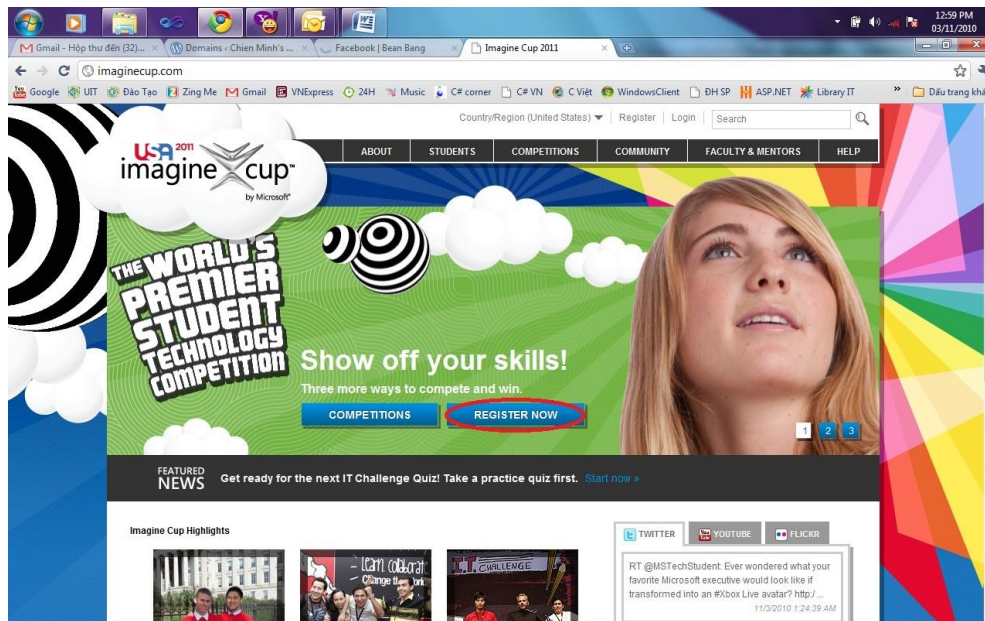 12:59 PM
03/11/2010
Gmail - Hộp thư đến (32)...
Domains ‹ Chien Minh's ...
Facebook | Bean Bang
Imagine Cup 2011
imaginecup.com
Google
UIT
Đào Tạo
Zing Me
Gmail
VNExpress
24H
Music
C# corner
C# VN
C Việt
WindowsClient
ĐH SP
ASP.NET
Library IT
»
Dấu trang khá
Country/Region (United States)
Register
Login
Search
USA 2011
imagine cup
by Microsoft®
ABOUT
STUDENTS
COMPETITIONS
COMMUNITY
FACULTY & MENTORS
HELP
THE WORLD'S
PREMIER
STUDENT
TECHNOLOGY
COMPETITION
Show off your skills!
Three more ways to compete and win.
COMPETITIONS
REGISTER NOW
1 2 3
FEATURED
NEWS
Get ready for the next IT Challenge Quiz! Take a practice quiz first. Start now »
Imagine Cup Highlights
TWITTER
YOUTUBE
FLICKR
RT @MSTechStudent: Ever wondered what your
favorite Microsoft executive would look like if
transformed into an #Xbox Live avatar? http:/ ...
11/3/2010 1:24:39 AM
- Learn collaborat
- Change the
I.T. CHALLENGE